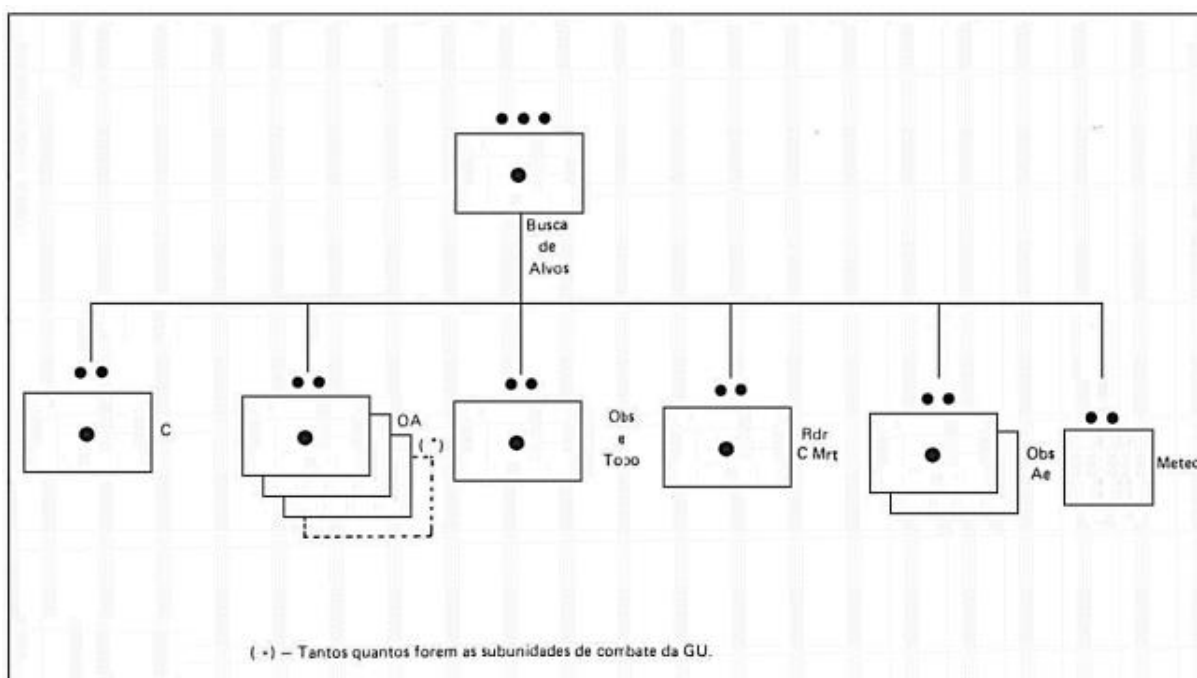 Busca
de
Alvos
C
OA
(*)
Obs
e
Topo
Rdr
C Mrt
Obs
Ae
Meteo
(*) — Tantos quantos forem as subunidades de combate da GU.